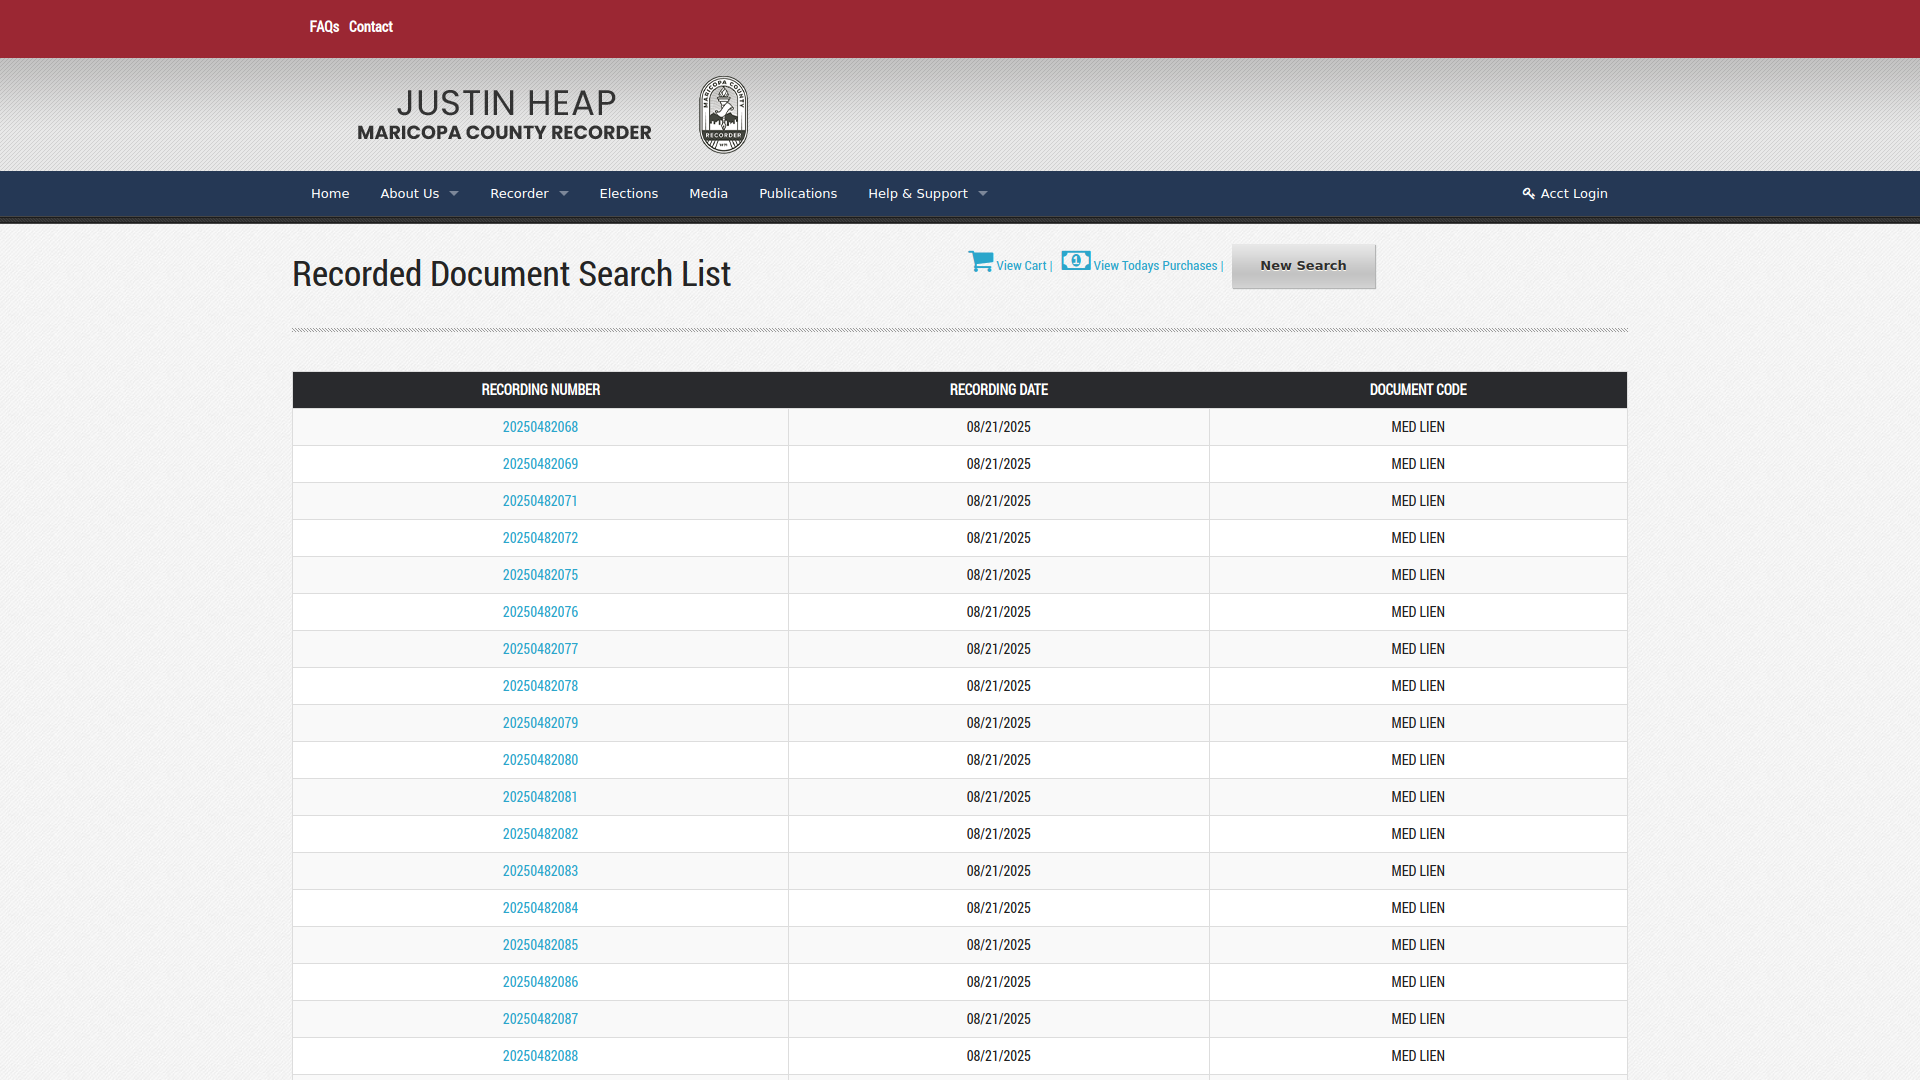 FAQs Contact
JUSTIN HEAP
MARICOPA COUNTY RECORDER
MARICOPA COUNTY
RECORDER
Home About Us Recorder Elections Media Publications Help & Support Acct Login
Recorded Document Search List
View Cart | View Todays Purchases | New Search
RECORDING NUMBER RECORDING DATE DOCUMENT CODE
20250482068 08/21/2025 MED LIEN
20250482069 08/21/2025 MED LIEN
20250482071 08/21/2025 MED LIEN
20250482072 08/21/2025 MED LIEN
20250482075 08/21/2025 MED LIEN
20250482076 08/21/2025 MED LIEN
20250482077 08/21/2025 MED LIEN
20250482078 08/21/2025 MED LIEN
20250482079 08/21/2025 MED LIEN
20250482080 08/21/2025 MED LIEN
20250482081 08/21/2025 MED LIEN
20250482082 08/21/2025 MED LIEN
20250482083 08/21/2025 MED LIEN
20250482084 08/21/2025 MED LIEN
20250482085 08/21/2025 MED LIEN
20250482086 08/21/2025 MED LIEN
20250482087 08/21/2025 MED LIEN
20250482088 08/21/2025 MED LIEN